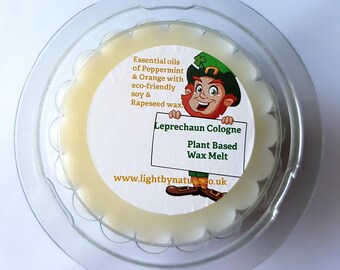 Essential oils
of Peppermint
& Orange with
eco-friendly
soy &
Rapeseed wax
Leprechaun Cologne
Plant Based
Wax Melt
www.lightbynature.co.uk